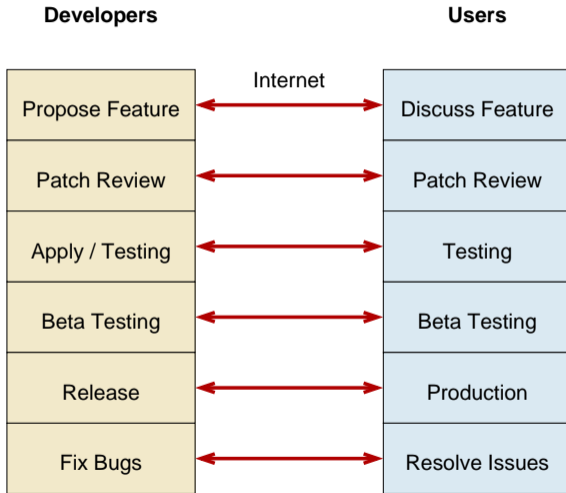 Developers
Users
Internet
Propose Feature
Discuss Feature
Patch Review
Patch Review
Apply / Testing
Testing
Beta Testing
Beta Testing
Release
Production
Fix Bugs
Resolve Issues